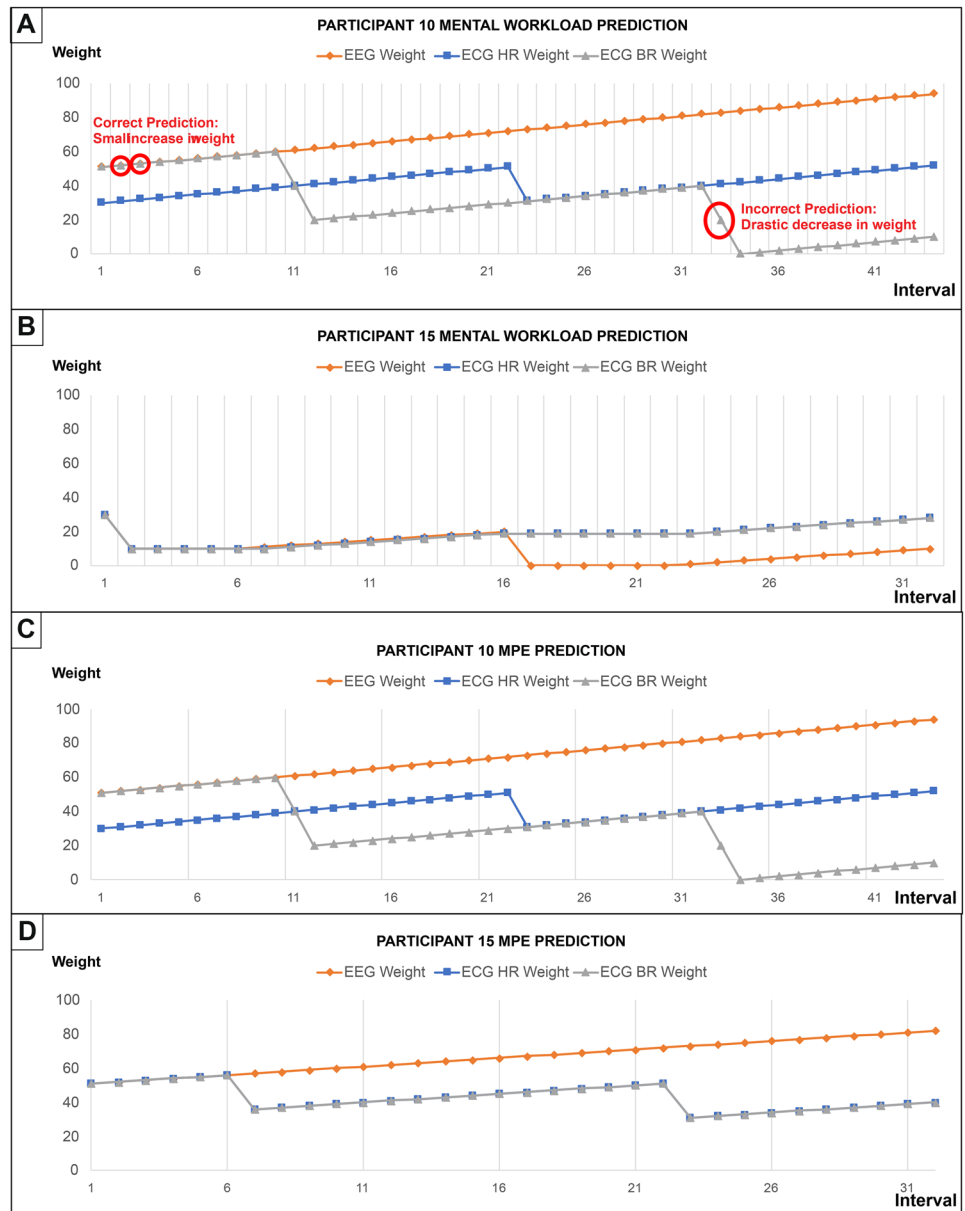 A
PARTICIPANT 10 MENTAL WORKLOAD PREDICTION
Weight
EEG Weight ECG HR Weight ECG BR Weight
100
80
Correct Prediction:
Smallincrease in weight
60
40
Incorrect Prediction:
Drastic decrease in weight
20
0
1 6 11 16 21 26 31 36 41
Interval
B
PARTICIPANT 15 MENTAL WORKLOAD PREDICTION
Weight
EEG Weight ECG HR Weight ECG BR Weight
100
80
60
40
20
0
1 6 11 16 21 26 31
Interval
C
PARTICIPANT 10 MPE PREDICTION
Weight
EEG Weight ECG HR Weight ECG BR Weight
100
80
60
40
20
0
1 6 11 16 21 26 31 36 41 Interval
D
PARTICIPANT 15 MPE PREDICTION
Weight
EEG Weight ECG HR Weight ECG BR Weight
100
80
60
40
20
0
1 6 11 16 21 26 31
Interval